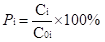 Pᵢ = Cᵢ/C₀ᵢ × 100%